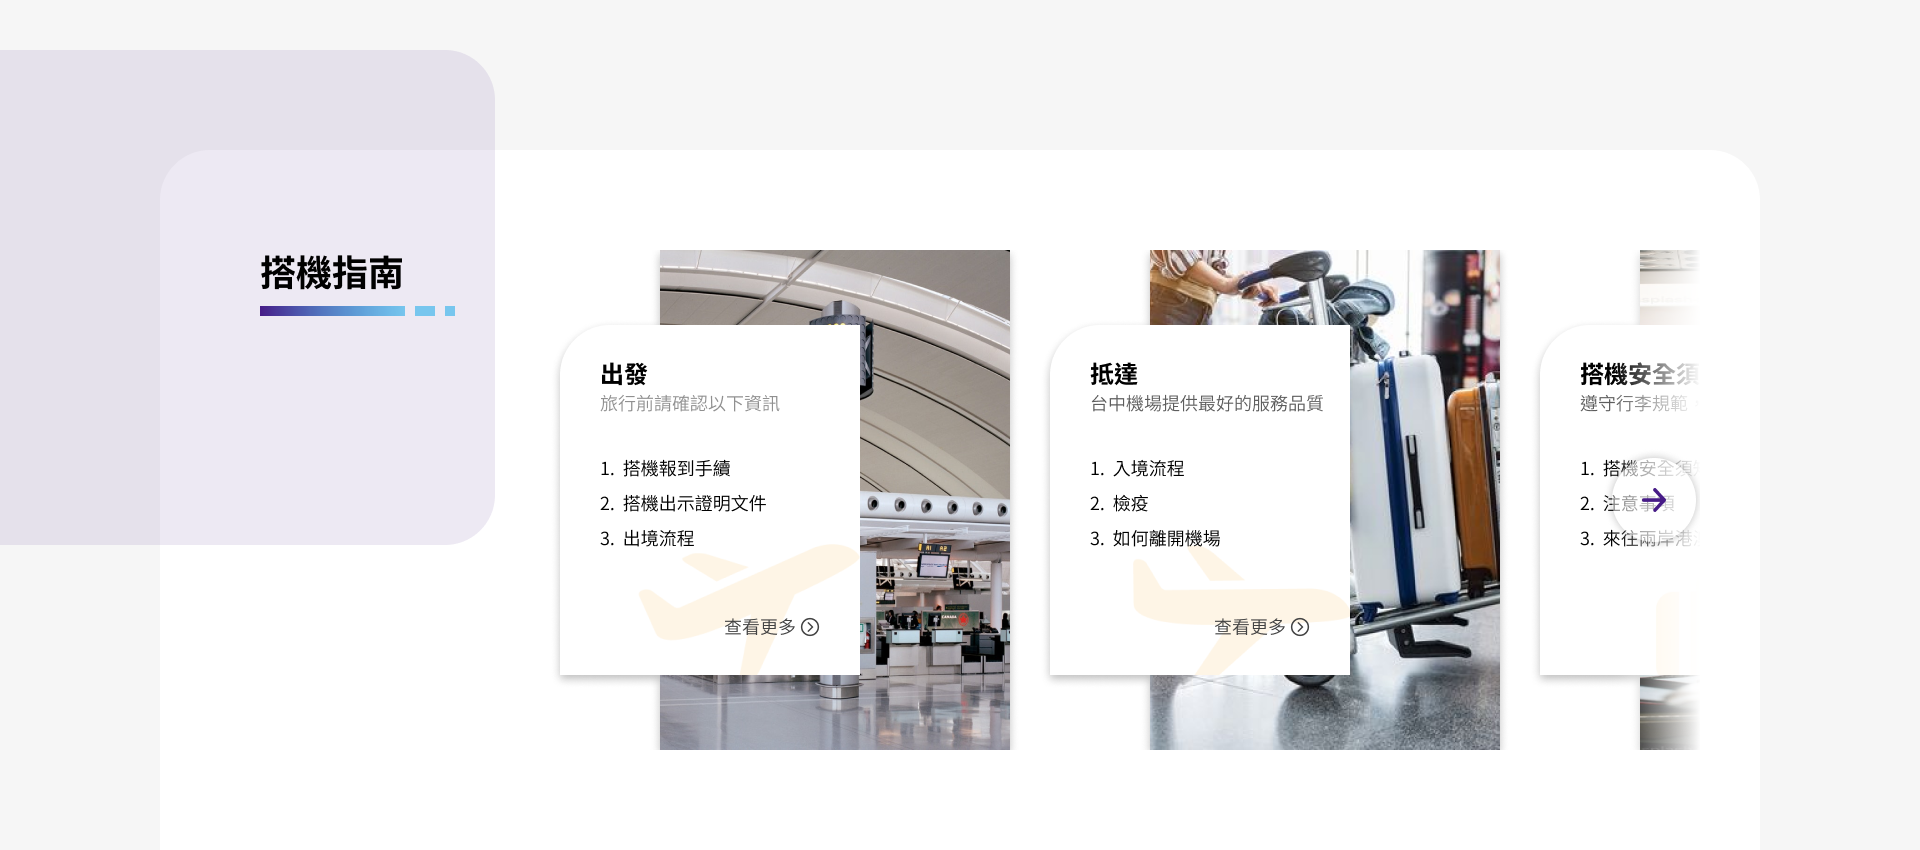 搭機指南
出發
旅行前請確認以下資訊
1. 搭機報到手續
2. 搭機出示證明文件
3. 出境流程
查看更多
抵達
台中機場提供最好的服務品質
1. 入境流程
2. 檢疫
3. 如何離開機場
查看更多
搭機安全須
遵守行李規範
1. 搭機安全須
2. 注意事項
3. 來往兩岸港